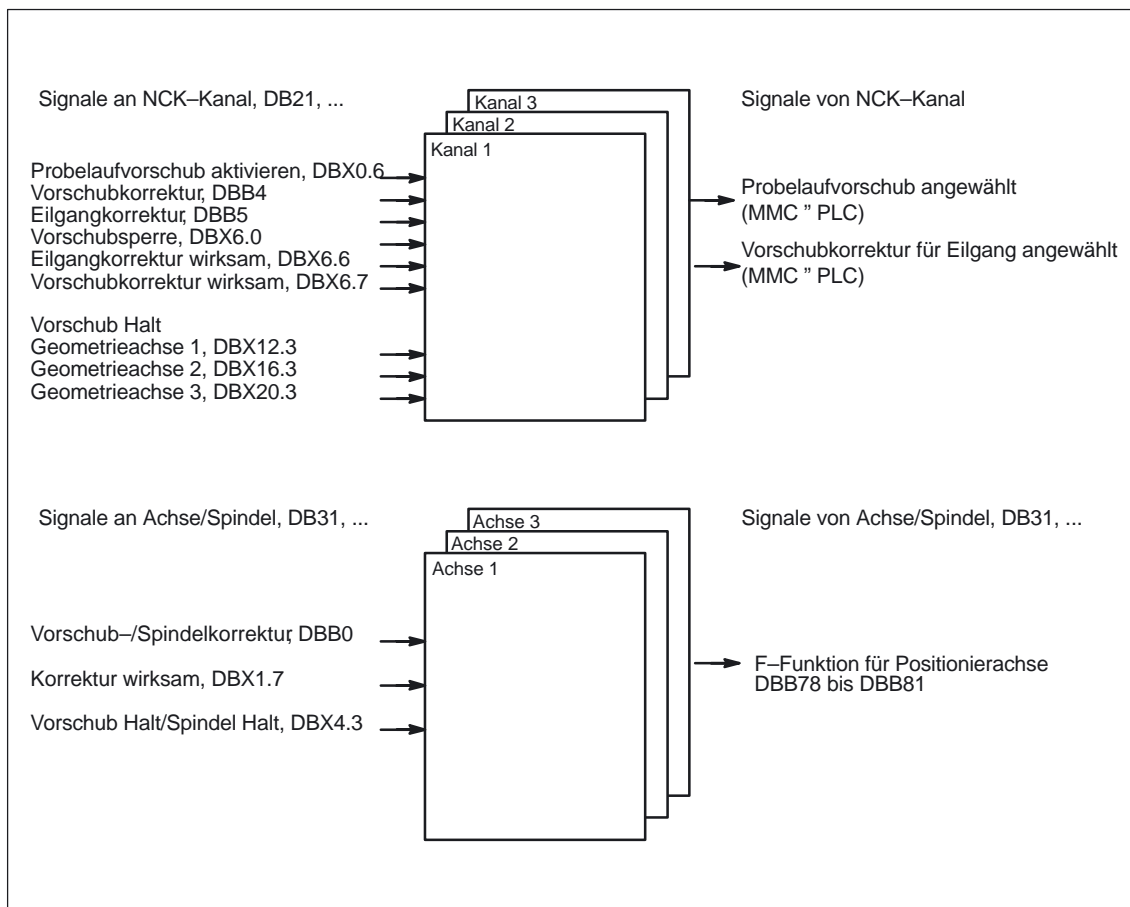 Signale an NCK–Kanal, DB21, ...
Kanal 3
Kanal 2
Kanal 1
Signale von NCK–Kanal
Probelaufvorschub aktivieren, DBX0.6
Vorschubkorrektur, DBB4
Eilgangkorrektur, DBB5
Vorschubsperre, DBX6.0
Eilgangkorrektur wirksam, DBX6.6
Vorschubkorrektur wirksam, DBX6.7
Vorschub Halt
Geometrieachse 1, DBX12.3
Geometrieachse 2, DBX16.3
Geometrieachse 3, DBX20.3
Probelaufvorschub angewählt
(MMC ” PLC)
Vorschubkorrektur für Eilgang angewählt
(MMC ” PLC)
Signale an Achse/Spindel, DB31, ...
Achse 3
Achse 2
Achse 1
Signale von Achse/Spindel, DB31, ...
Vorschub–/Spindelkorrektur, DBB0
Korrektur wirksam, DBX1.7
Vorschub Halt/Spindel Halt, DBX4.3
F–Funktion für Positionierachse
DBB78 bis DBB81